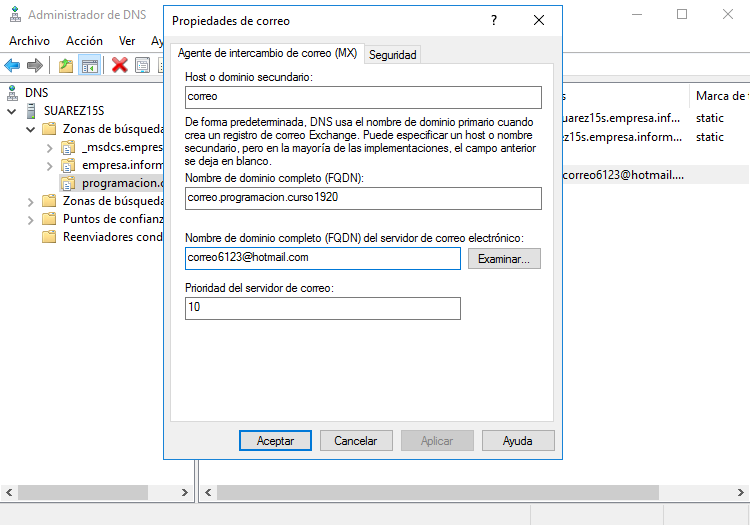 Administrador de DNS
Archivo Acción Ver Ay
DNS
SUAREZ15S
Zonas de búsqueda
_msdcs.empres
empresa.inform
programacion.c
Zonas de búsqueda
Puntos de confianz
Reenviadores cond
Propiedades de correo
Agente de intercambio de correo (MX) Seguridad
Host o dominio secundario:
correo
De forma predeterminada, DNS usa el nombre de dominio primario cuando
crea un registro de correo Exchange. Puede especificar un host o nombre
secundario, pero en la mayoría de las implementaciones, el campo anterior
se deja en blanco.
Nombre de dominio completo (FQDN):
correo.programacion.curso1920
Nombre de dominio completo (FQDN) del servidor de correo electrónico:
correo6123@hotmail.com Examinar...
Prioridad del servidor de correo:
10
Aceptar Cancelar Aplicar Ayuda
s Marca de t
uarez15s.empresa.info... static
ez15s.empresa.inform... static
correo6123@hotmail....